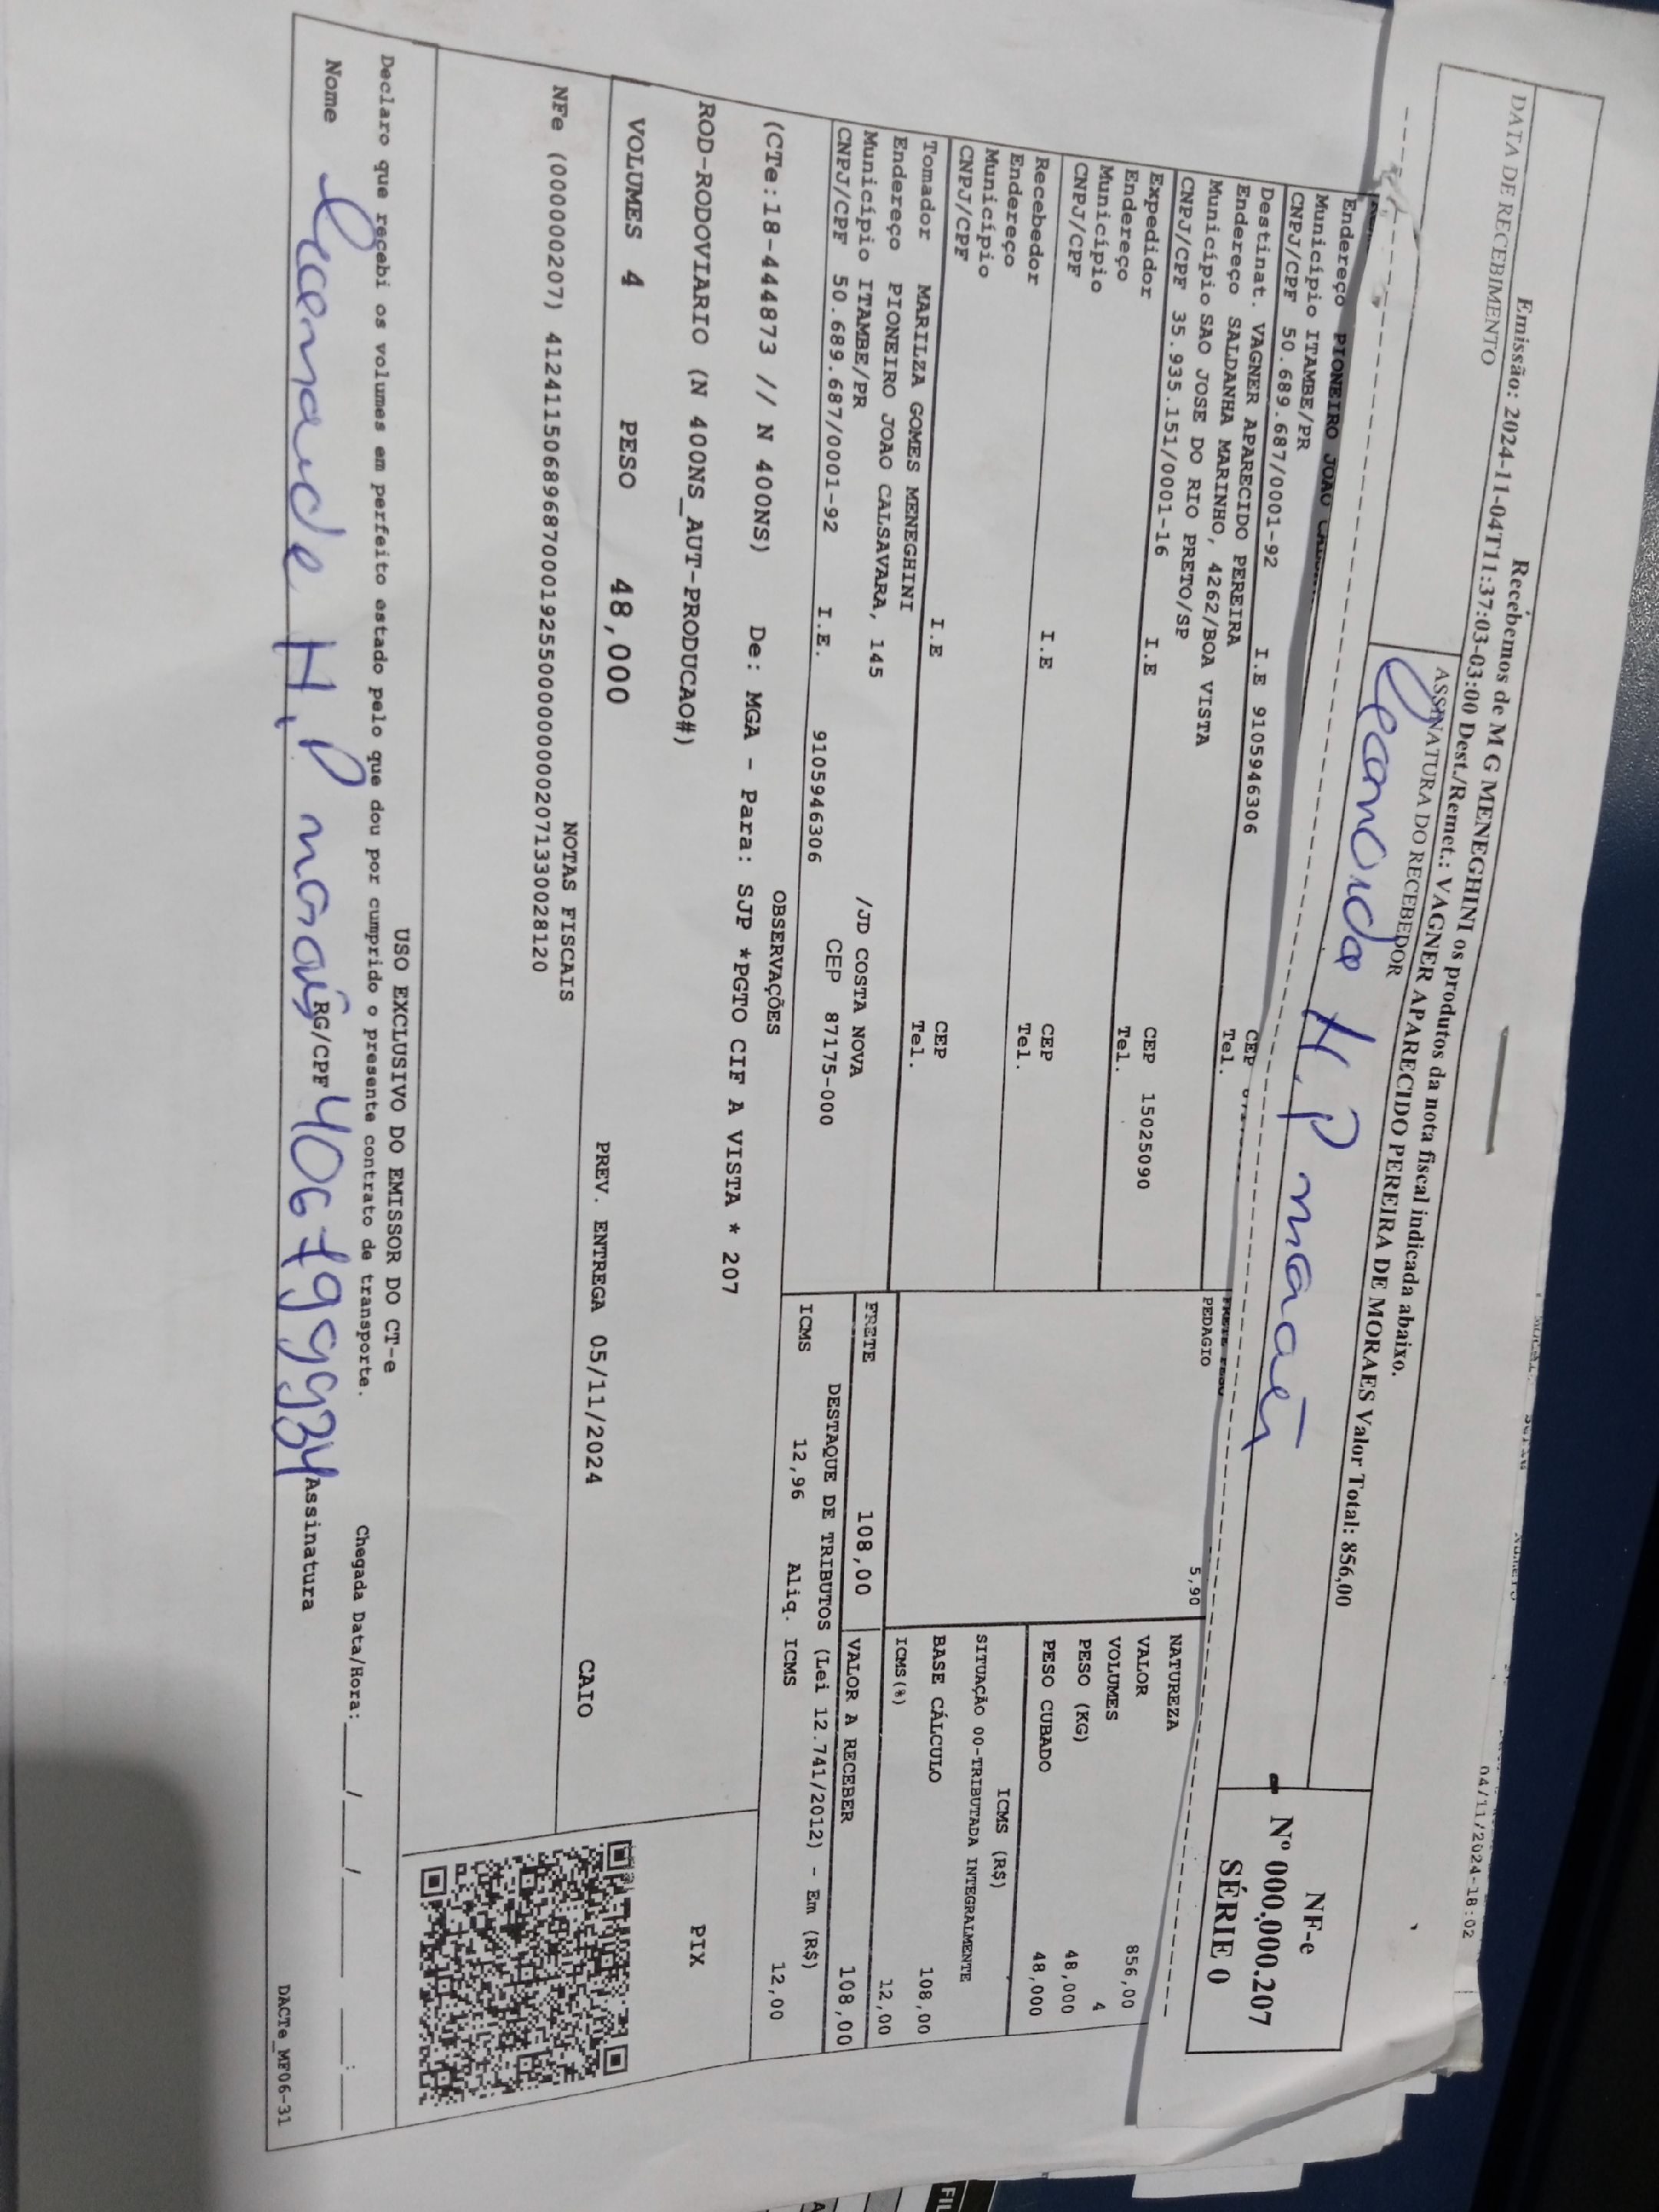 04/11/2024-18:02
Recebemos de M G MENEGHINI os produtos da nota fiscal indicada abaixo.
Emissão: 2024-11-04T11:37:03-03:00 Dest./Remet.: VAGNER APARECIDO PEREIRA DE MORAES Valor Total: 856,00
DATA DE RECEBIMENTO
ASSINATURA DO RECEBEDOR
H.P
NF-e
Nº 000.000.207
SÉRIE 0
Endereço PIONEIRO JOAO
Município ITAMBE/PR
CNPJ/CPF 50.689.687/0001-92 I.E 9105946306 CEP
Destinat. VAGNER APARECIDO PEREIRA Tel.
Endereço SALDANHA MARINHO, 4262/BOA VISTA
Município SAO JOSE DO RIO PRETO/SP
CNPJ/CPF 35.935.151/0001-16 I.E CEP 15025090
Expedidor Tel.
Endereço
Município
CNPJ/CPF I.E CEP
Recebedor Tel.
Endereço
Município
CNPJ/CPF I.E CEP
Tel.
Tomador MARILZA GOMES MENEGHINI
Endereço PIONEIRO JOAO CALSAVARA, 145 /JD COSTA NOVA
Município ITAMBE/PR CEP 87175-000
CNPJ/CPF 50.689.687/0001-92 I.E. 9105946306
PEDAGIO 5,90
NATUREZA
VALOR 856,00
VOLUMES 4
PESO (KG) 48,000
PESO CUBADO 48,000
ICMS (R$)
SITUAÇÃO 00-TRIBUTADA INTEGRALMENTE
BASE CÁLCULO 108,00
ICMS(%) 12,00
FRETE 108,00 VALOR A RECEBER 108,00
DESTAQUE DE TRIBUTOS (Lei 12.741/2012) - Em (R$)
ICMS 12,96 Aliq. ICMS 12,00
OBSERVAÇÕES
(CTe:18-444873 // N 400NS) De: MGA - Para: SJP *PGTO CIF A VISTA * 207
ROD-RODOVIARIO (N 400NS_AUT-PRODUCAO#)
PIX
VOLUMES 4 PESO 48,000 PREV. ENTREGA 05/11/2024 CAIO
NOTAS FISCAIS
NFe (000000207) 41241150689687000192550000000002071330028120
USO EXCLUSIVO DO EMISSOR DO CT-e
Declaro que recebi os volumes em perfeito estado pelo que dou por cumprido o presente contrato de transporte.
Chegada Data/Hora:___/___/____ ___:___
Nome H.P RG/CPF 406799934 Assinatura
DACTe_MF06-31